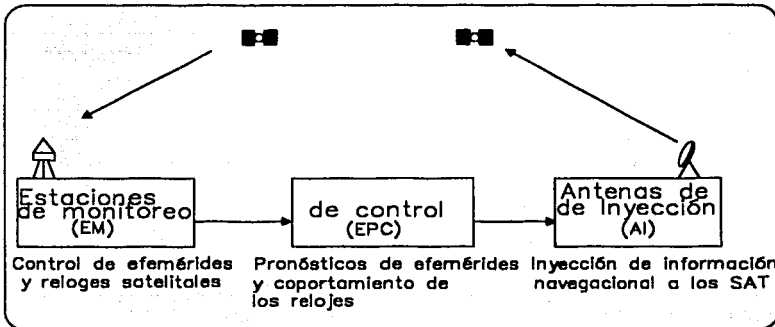 Estaciones
de monitoreo
(EM)
de control
(EPC)
Antenas de
de Inyección
(AI)
Control de efemérides
y reloges satelitales
Pronósticos de efemérides
y coportamiento de
los relojes
Inyección de información
navegacional a los SAT